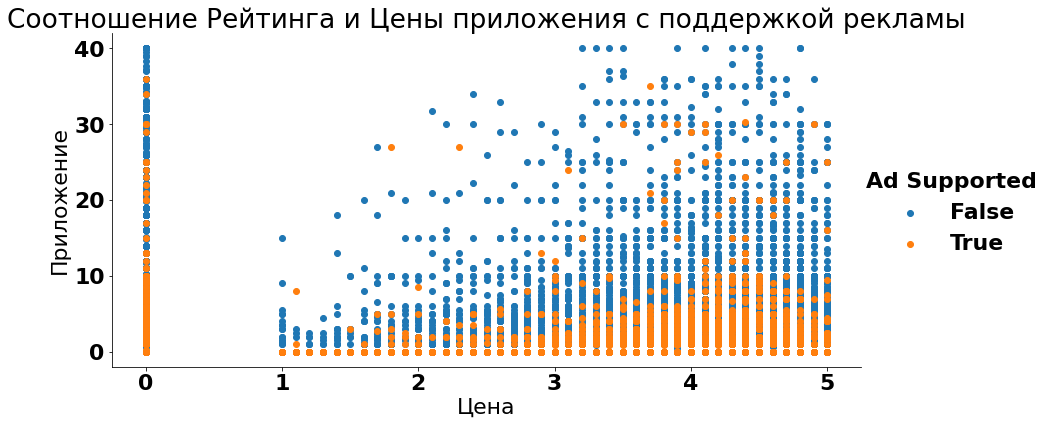 Соотношение Рейтинга и Цены приложения с поддержкой рекламы
40
30
20
10
0
Приложение
0 1 2 3 4 5
Цена
Ad Supported
False
True